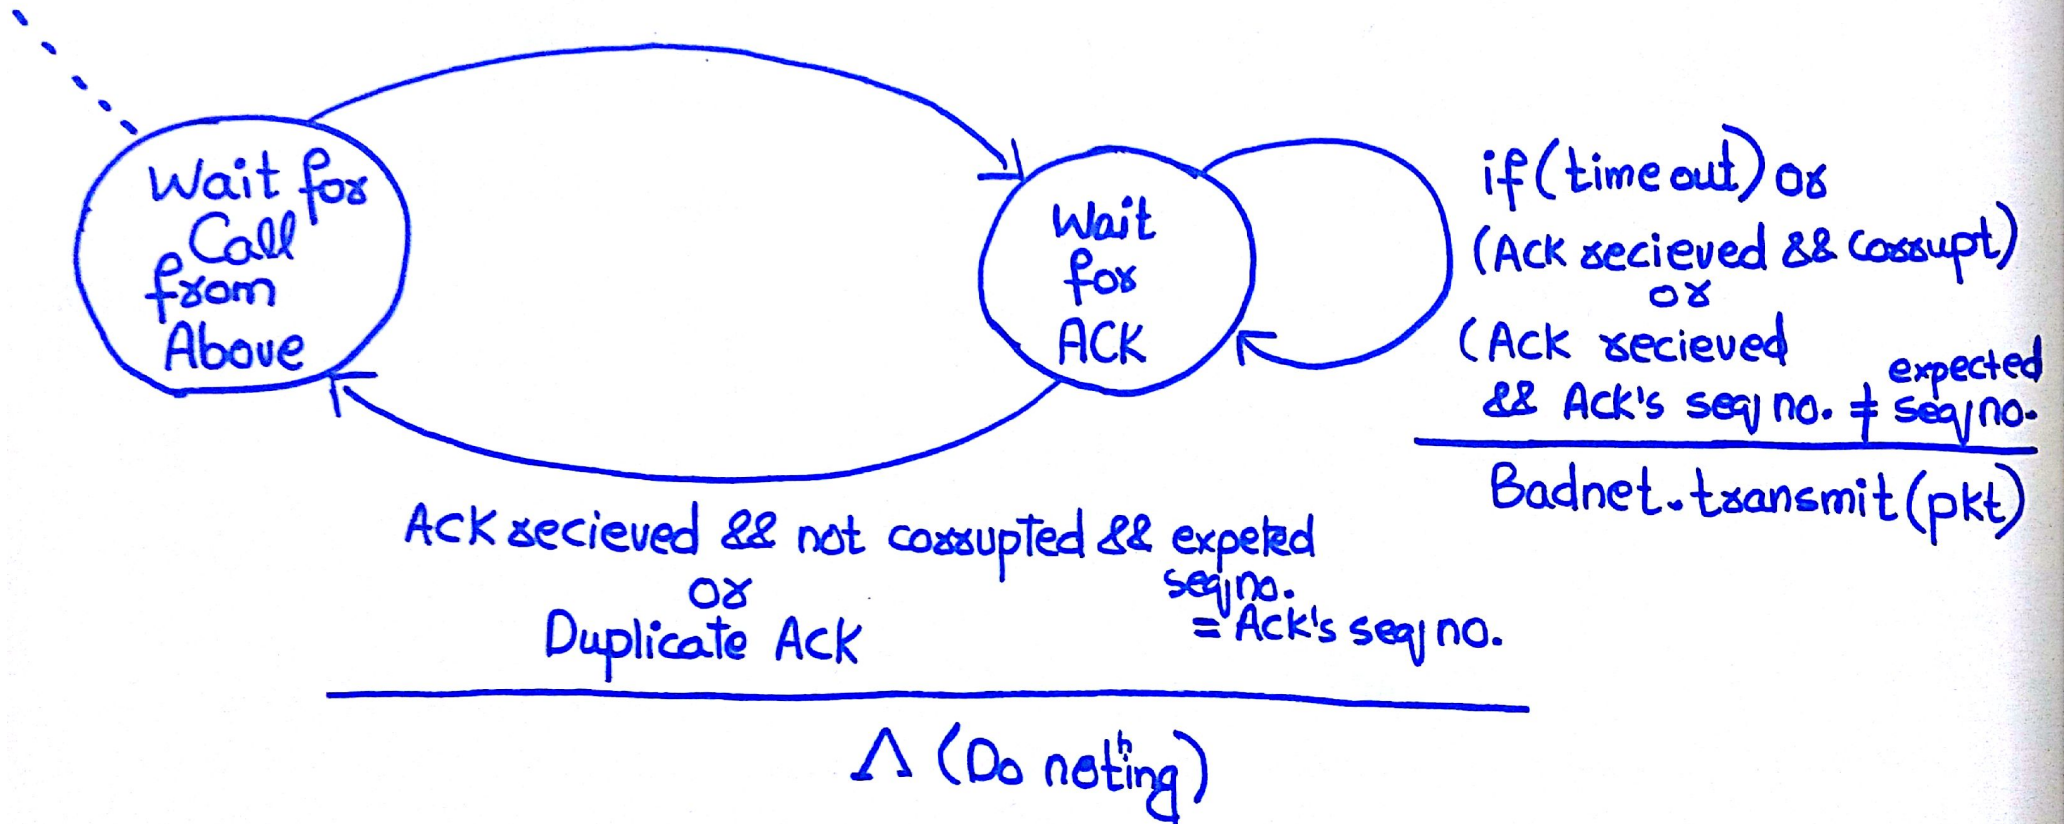 Wait for
Call
from
Above
Wait
for
ACK
if (time out) or
(Ack recieved && corrupt)
or
(Ack recieved
&& Ack's seq no. ≠ expected seq no.
Badnet.transmit(pkt)
ACK recieved && not corrupted && expeted
seq no.
= Ack's seq no.
or
Duplicate ACK
Λ (Do nothing)